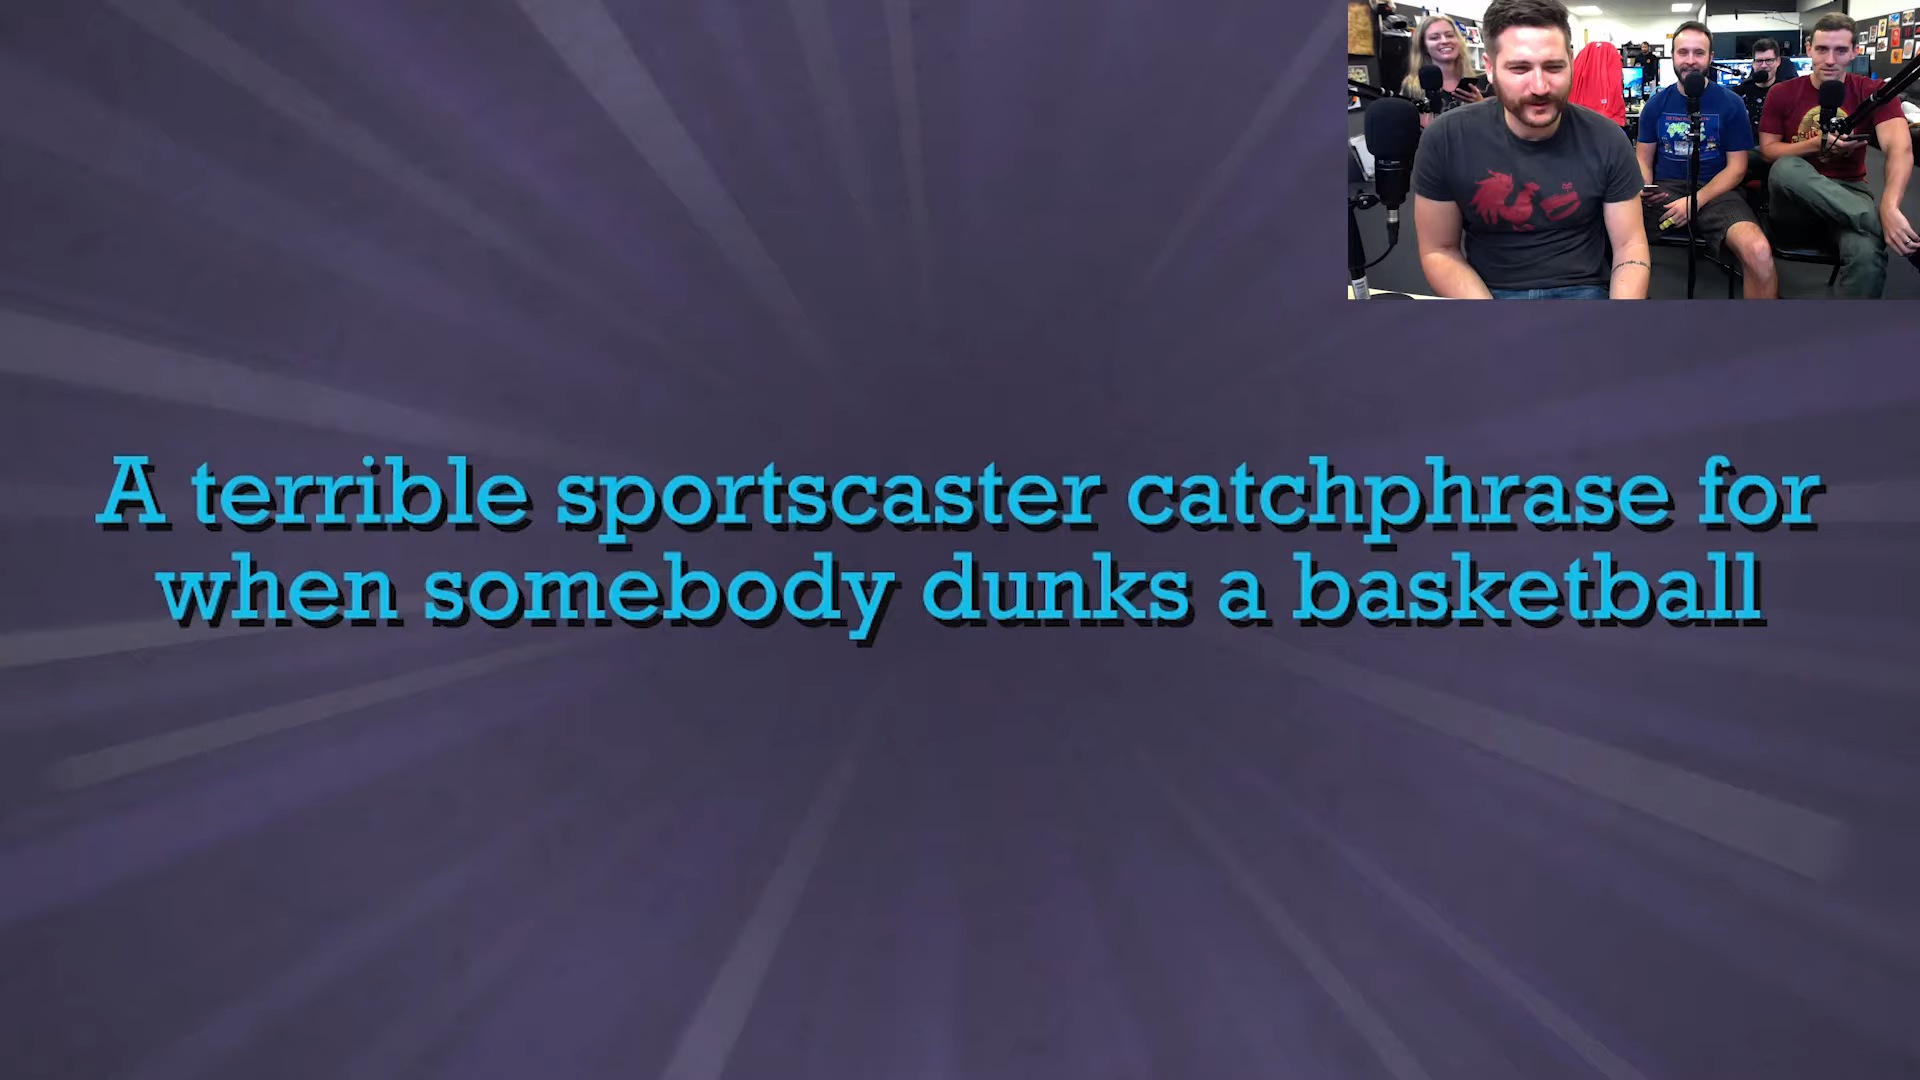 A terrible sportscaster catchphrase for
when somebody dunks a basketball